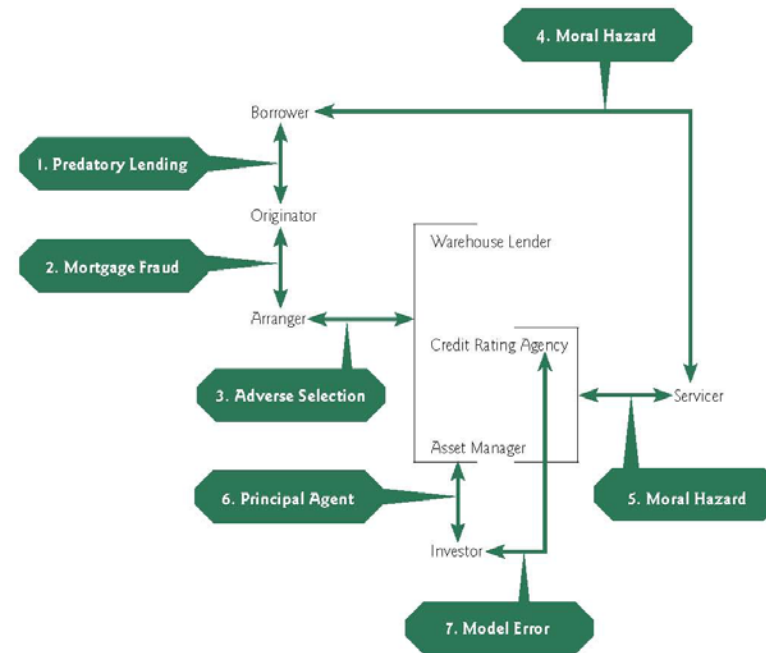 4. Moral Hazard
Borrower
1. Predatory Lending
Originator
Warehouse Lender
2. Mortgage Fraud
Arranger
Credit Rating Agency
3. Adverse Selection
Servicer
Asset Manager
6. Principal Agent
5. Moral Hazard
Investor
7. Model Error